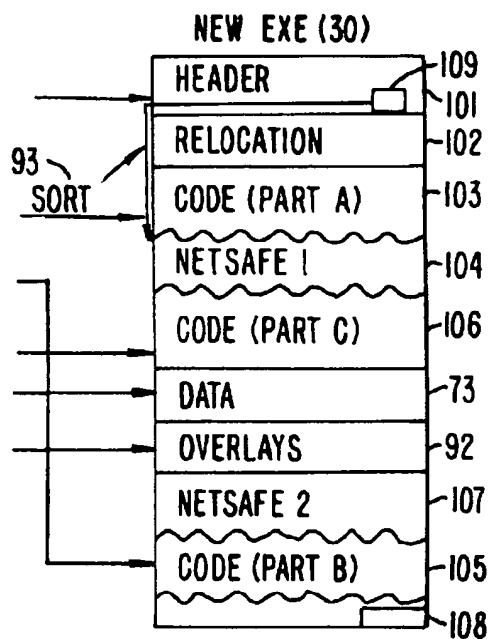 NEW EXE (30)
HEADER
109
101
RELOCATION
102
93
SORT
CODE (PART A)
103
NETSAFE 1
104
CODE (PART C)
106
DATA
73
OVERLAYS
92
NETSAFE 2
107
CODE (PART B)
105
108